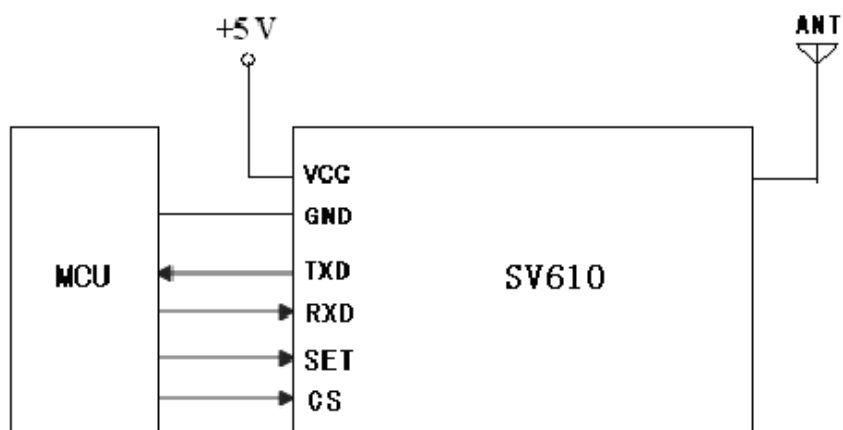 +5V
ANT
VCC
GND
TXD
RXD
SET
CS
MCU
SV610